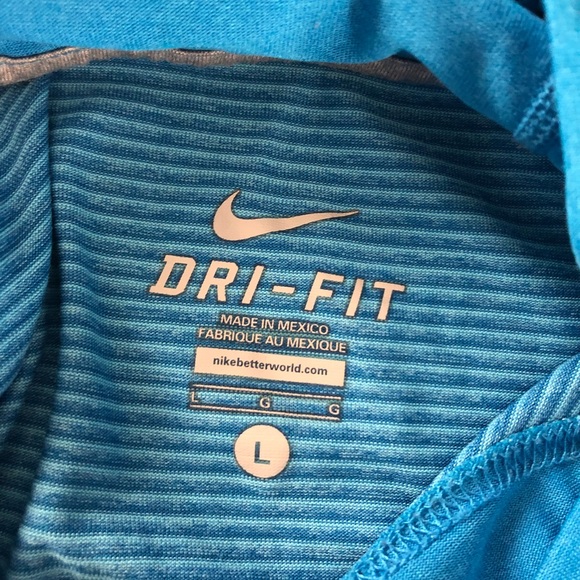 DRI-FIT
MADE IN MEXICO
FABRIQUE AU MEXIQUE
nikebetterworld.com
L G G
L